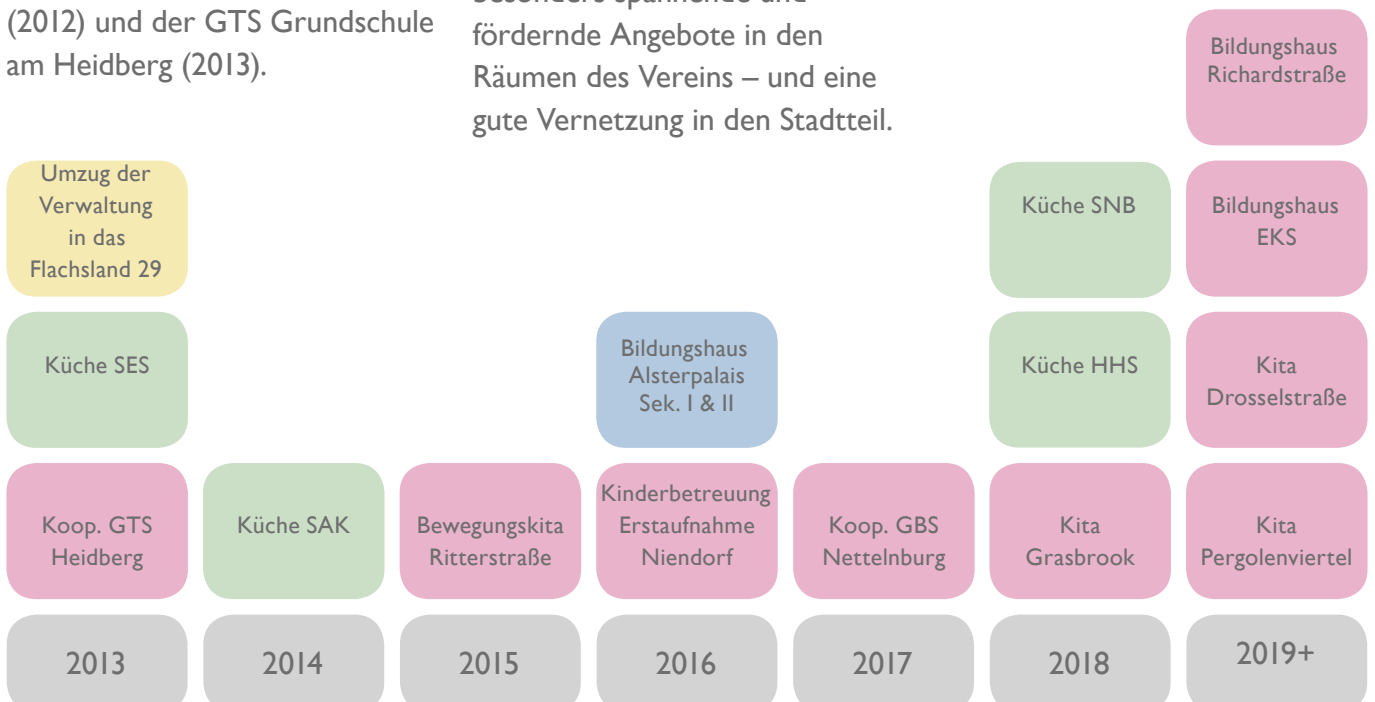 (2012) und der GTS Grundschule
am Heidberg (2013).
fördernde Angebote in den
Räumen des Vereins – und eine
gute Vernetzung in den Stadtteil.
Bildungshaus
Richardstraße
Umzug der
Verwaltung
in das
Flachsland 29
Küche SNB
Bildungshaus
EKS
Küche SES
Bildungshaus
Alsterpalais
Sek. I & II
Küche HHS
Kita
Drosselstraße
Koop. GTS
Heidberg
Küche SAK
Bewegungskita
Ritterstraße
Kinderbetreuung
Erstaufnahme
Niendorf
Koop. GBS
Nettelnburg
Kita
Grasbrook
Kita
Pergolenviertel
2013
2014
2015
2016
2017
2018
2019+